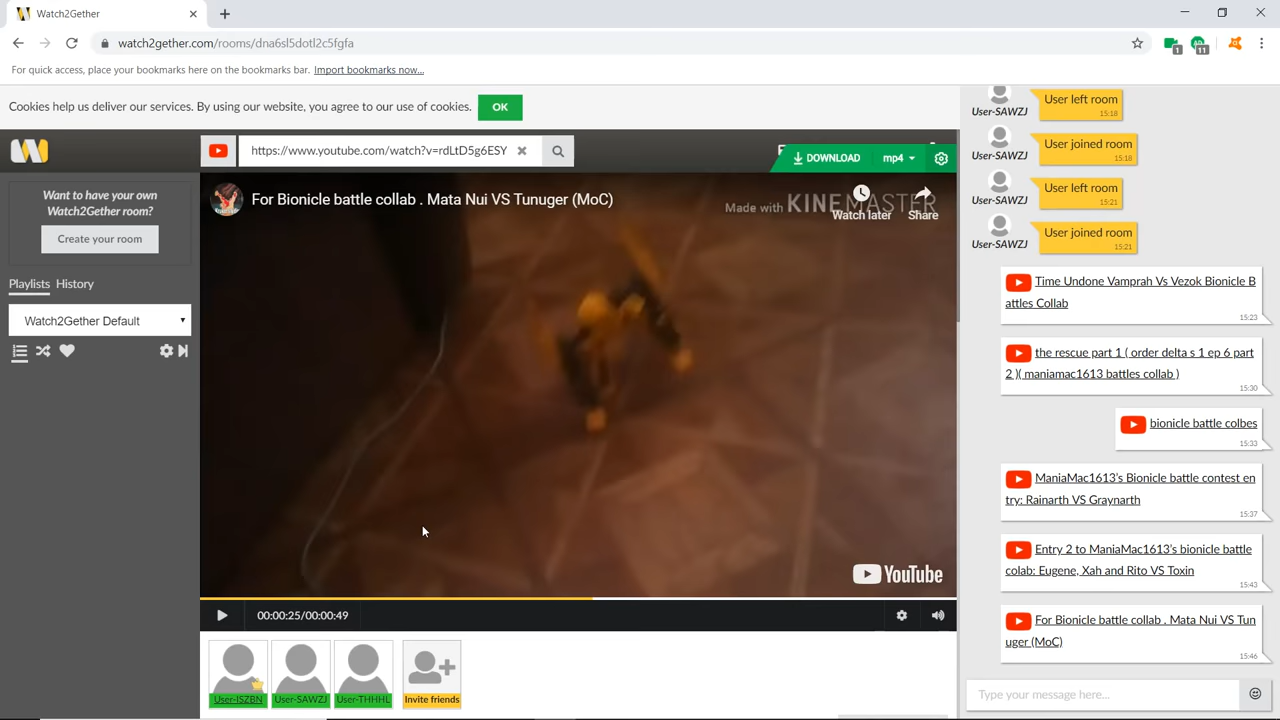 Watch2Gether
watch2gether.com/rooms/dna6sl5dotl2c5fgfa
1
11
For quick access, place your bookmarks here on the bookmarks bar. Import bookmarks now...
Cookies help us deliver our services. By using our website, you agree to our use of cookies. OK
https://www.youtube.com/watch?v=rdLtD5g6ESY
DOWNLOAD mp4
Want to have your own
Watch2Gether room?
Create your room
Playlists History
Watch2Gether Default
For Bionicle battle collab . Mata Nui VS Tunuger (MoC)
Made with KINEMASTER
Watch later Share
YouTube
00:00:25/00:00:49
User-ISZBN User-SAWZJ User-THHHL Invite friends
User left room
User-SAWZJ 15:18
User joined room
User-SAWZJ 15:18
User left room
User-SAWZJ 15:21
User joined room
User-SAWZJ 15:21
Time Undone Vamprah Vs Vezok Bionicle B
attles Collab
15:23
the rescue part 1 ( order delta s 1 ep 6 part
2 )( maniamac1613 battles collab )
15:30
bionicle battle colbes
15:33
ManiaMac1613's Bionicle battle contest en
try: Rainarth VS Graynarth
15:37
Entry 2 to ManiaMac1613's bionicle battle
colab: Eugene, Xah and Rito VS Toxin
15:43
For Bionicle battle collab . Mata Nui VS Tun
uger (MoC)
15:46
Type your message here...